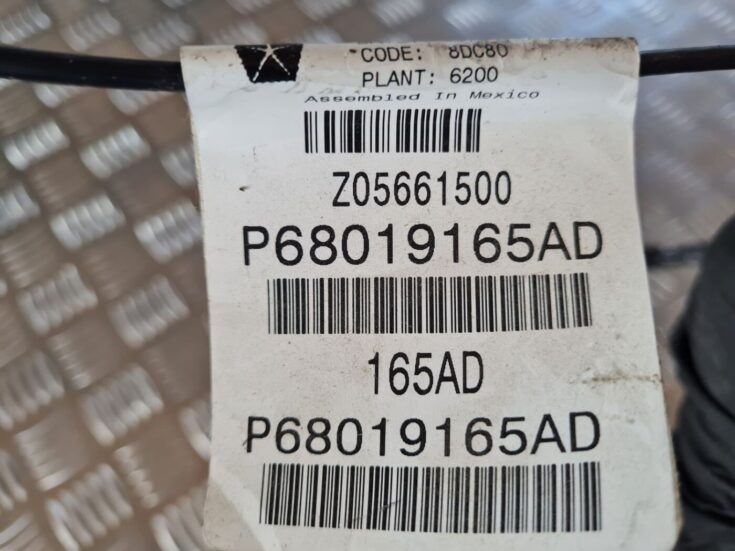 CODE: 8DC80
PLANT: 6200
Assembled In Mexico
Z05661500
P68019165AD
165AD
P68019165AD